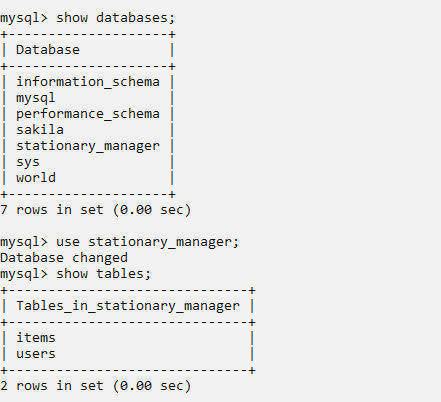 mysql> show databases;
+--------------------+
| Database           |
+--------------------+
| information_schema |
| mysql              |
| performance_schema |
| sakila             |
| stationary_manager |
| sys                |
| world              |
+--------------------+
7 rows in set (0.00 sec)
mysql> use stationary_manager;
Database changed
mysql> show tables;
+------------------------------+
| Tables_in_stationary_manager |
+------------------------------+
| items                        |
| users                        |
+------------------------------+
2 rows in set (0.00 sec)